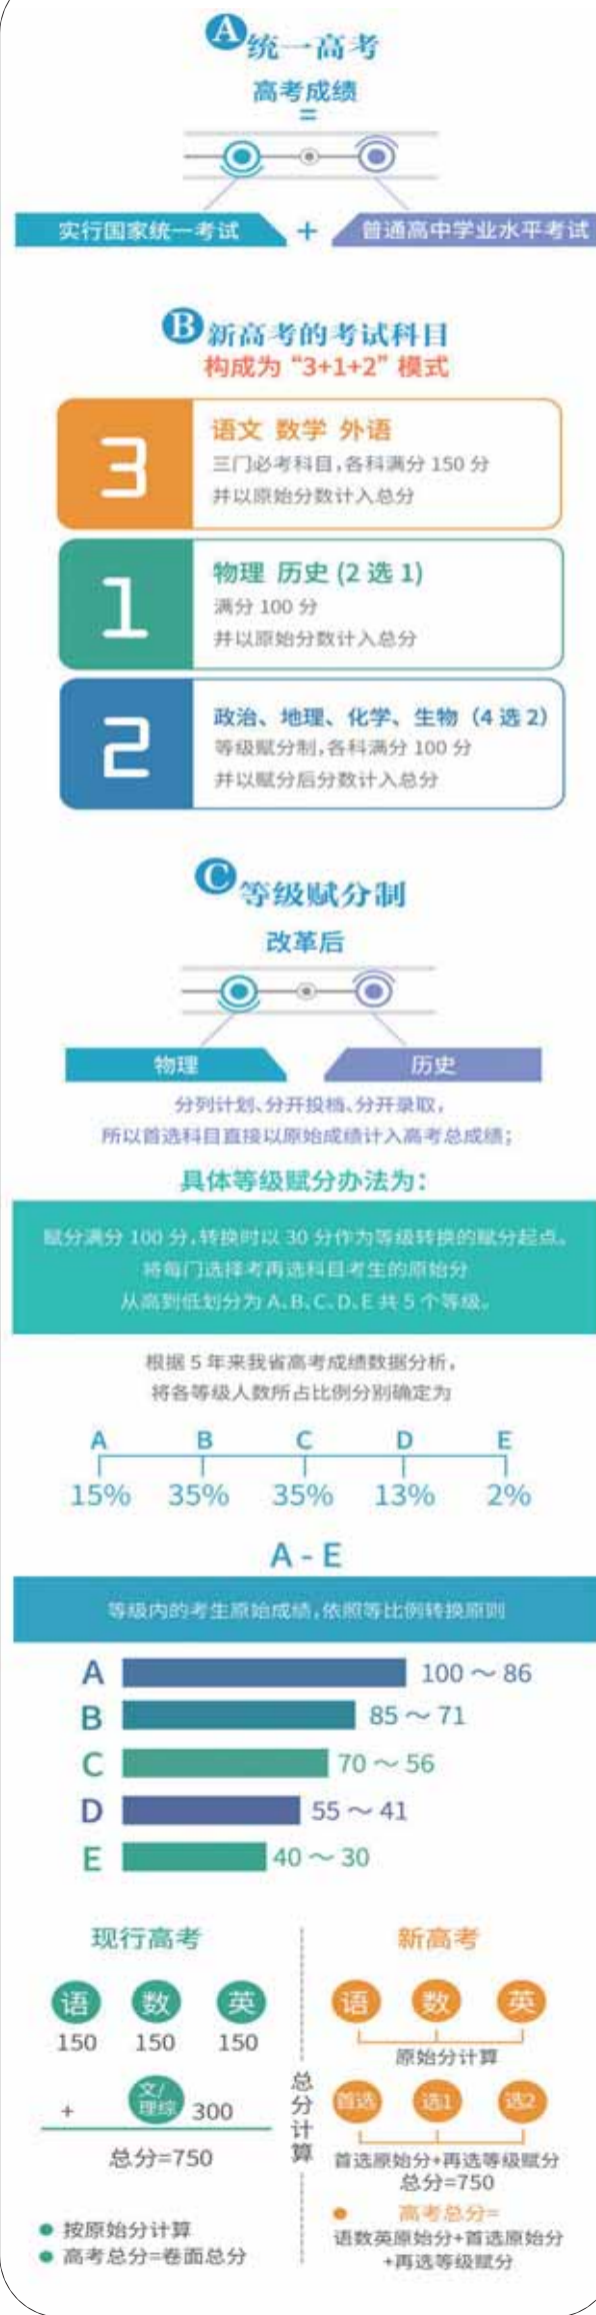 A 统一高考
高考成绩
=
实行国家统一考试 + 普通高中学业水平考试
B 新高考的考试科目
构成为“3+1+2”模式
3
语文 数学 外语
三门必考科目,各科满分 150 分
并以原始分数计入总分
1
物理 历史 (2 选 1)
满分 100 分
并以原始分数计入总分
2
政治、地理、化学、生物（4 选 2）
等级赋分制,各科满分 100 分
并以赋分后分数计入总分
C 等级赋分制
改革后
物理 历史
分列计划、分开投档、分开录取,
所以首选科目直接以原始成绩计入高考总成绩;
具体等级赋分办法为:
赋分满分 100 分,转换时以 30 分作为等级转换的赋分起点。
将每门选择考再选科目考生的原始分
从高到低划分为 A、B、C、D、E 共 5 个等级。
根据 5 年来我省高考成绩数据分析,
将各等级人数所占比例分别确定为
A B C D E
15% 35% 35% 13% 2%
A - E
等级内的考生原始成绩,依照等比例转换原则
A 100～86
B 85～71
C 70～56
D 55～41
E 40～30
现行高考
语 数 英
150 150 150
+ 文/理综 300
总分=750
按原始分计算
高考总分=卷面总分
总分计算
新高考
语 数 英
原始分计算
首选 选1 选2
首选原始分+再选等级赋分
总分=750
高考总分=
语数英原始分+首选原始分
+再选等级赋分